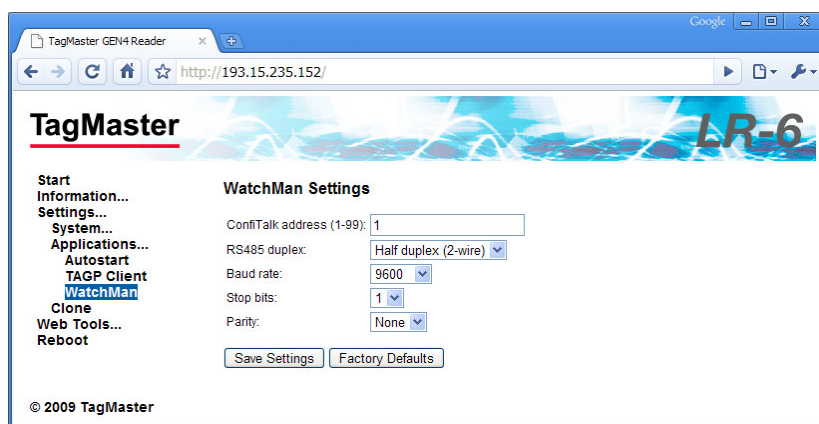 Google
TagMaster GEN4 Reader
http://193.15.235.152/
TagMaster
LR-6
Start
Information...
Settings...
System...
Applications...
Autostart
TAGP Client
WatchMan
Clone
Web Tools...
Reboot
WatchMan Settings
ConfiTalk address (1-99): 1
RS485 duplex: Half duplex (2-wire)
Baud rate: 9600
Stop bits: 1
Parity: None
Save Settings Factory Defaults
© 2009 TagMaster